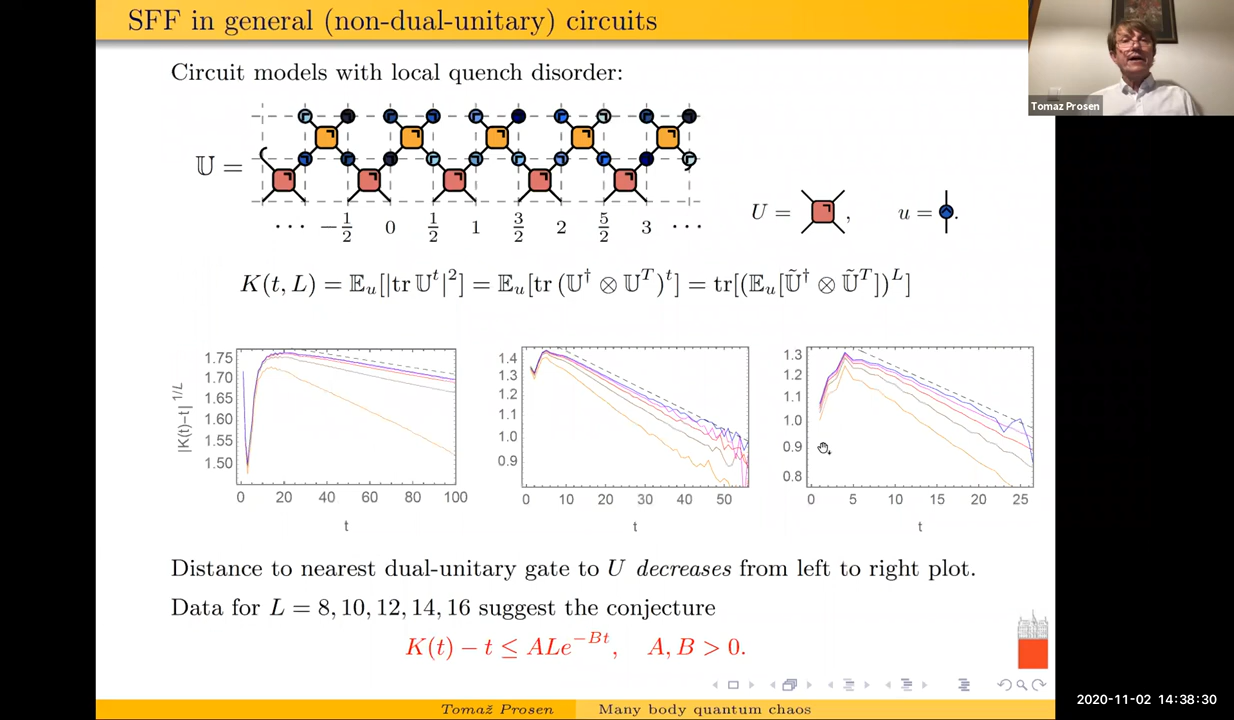 SFF in general (non-dual-unitary) circuits
Tomaz Prosen
Circuit models with local quench disorder:
𝕌 =
⋯ −1/2 0 1/2 1 3/2 2 5/2 3 ⋯
U = , u = .
K(t, L) = 𝔼_u[|tr 𝕌^t|^2] = 𝔼_u[tr (𝕌^† ⊗ 𝕌^T)^t] = tr[(𝔼_u[𝕌̃^† ⊗ 𝕌̃^T])^L]
|K(t)−t|^{1/L}
1.75
1.70
1.65
1.60
1.55
1.50
0 20 40 60 80 100
t
1.4
1.3
1.2
1.1
1.0
0.9
0 10 20 30 40 50
t
1.3
1.2
1.1
1.0
0.9
0.8
0 5 10 15 20 25
t
Distance to nearest dual-unitary gate to U decreases from left to right plot.
Data for L = 8, 10, 12, 14, 16 suggest the conjecture
K(t) − t ≤ ALe^{−Bt}, A, B > 0.
Tomaž Prosen Many body quantum chaos
2020-11-02 14:38:30